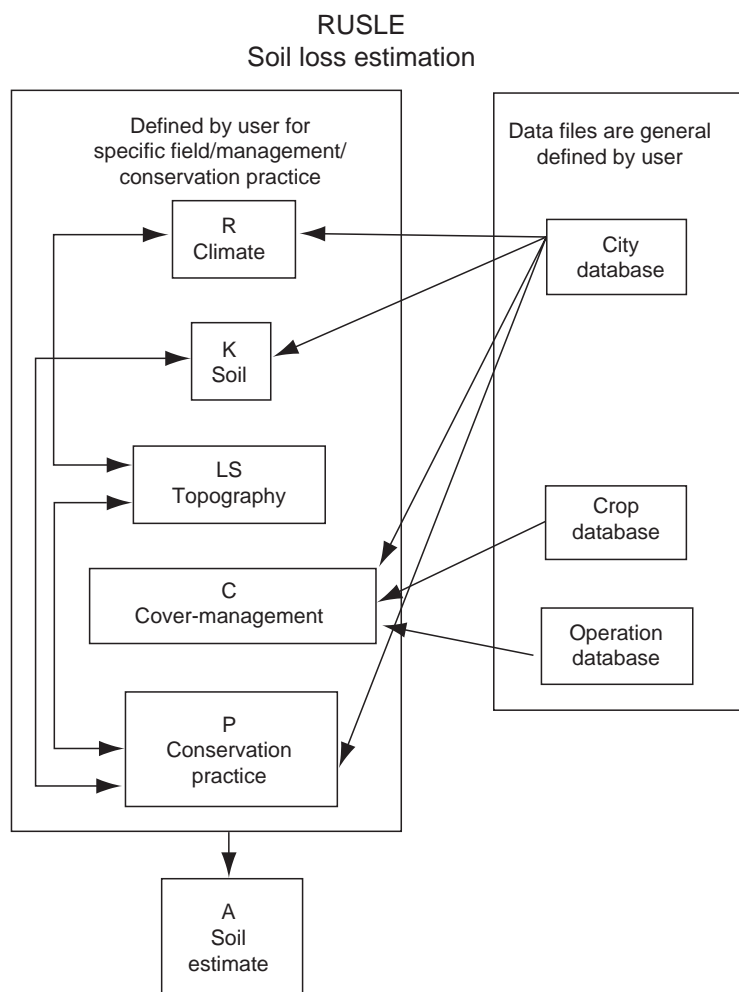 RUSLE
Soil loss estimation
Defined by user for
specific field/management/
conservation practice
R
Climate
K
Soil
LS
Topography
C
Cover-management
P
Conservation
practice
A
Soil
estimate
Data files are general
defined by user
City
database
Crop
database
Operation
database